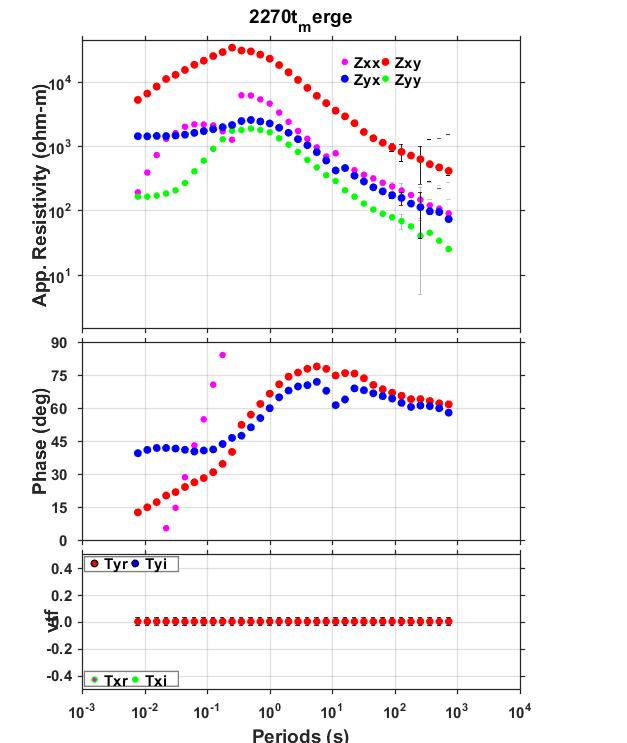 2270tmerge
Zxx Zxy
Zyx Zyy
App. Resistivity (ohm-m)
10^4
10^3
10^2
10^1
Phase (deg)
90
75
60
45
30
15
0
Tyr Tyi
vtf
0.4
0.2
0.0
-0.2
-0.4
Txr Txi
10^-3 10^-2 10^-1 10^0 10^1 10^2 10^3 10^4
Periods (s)